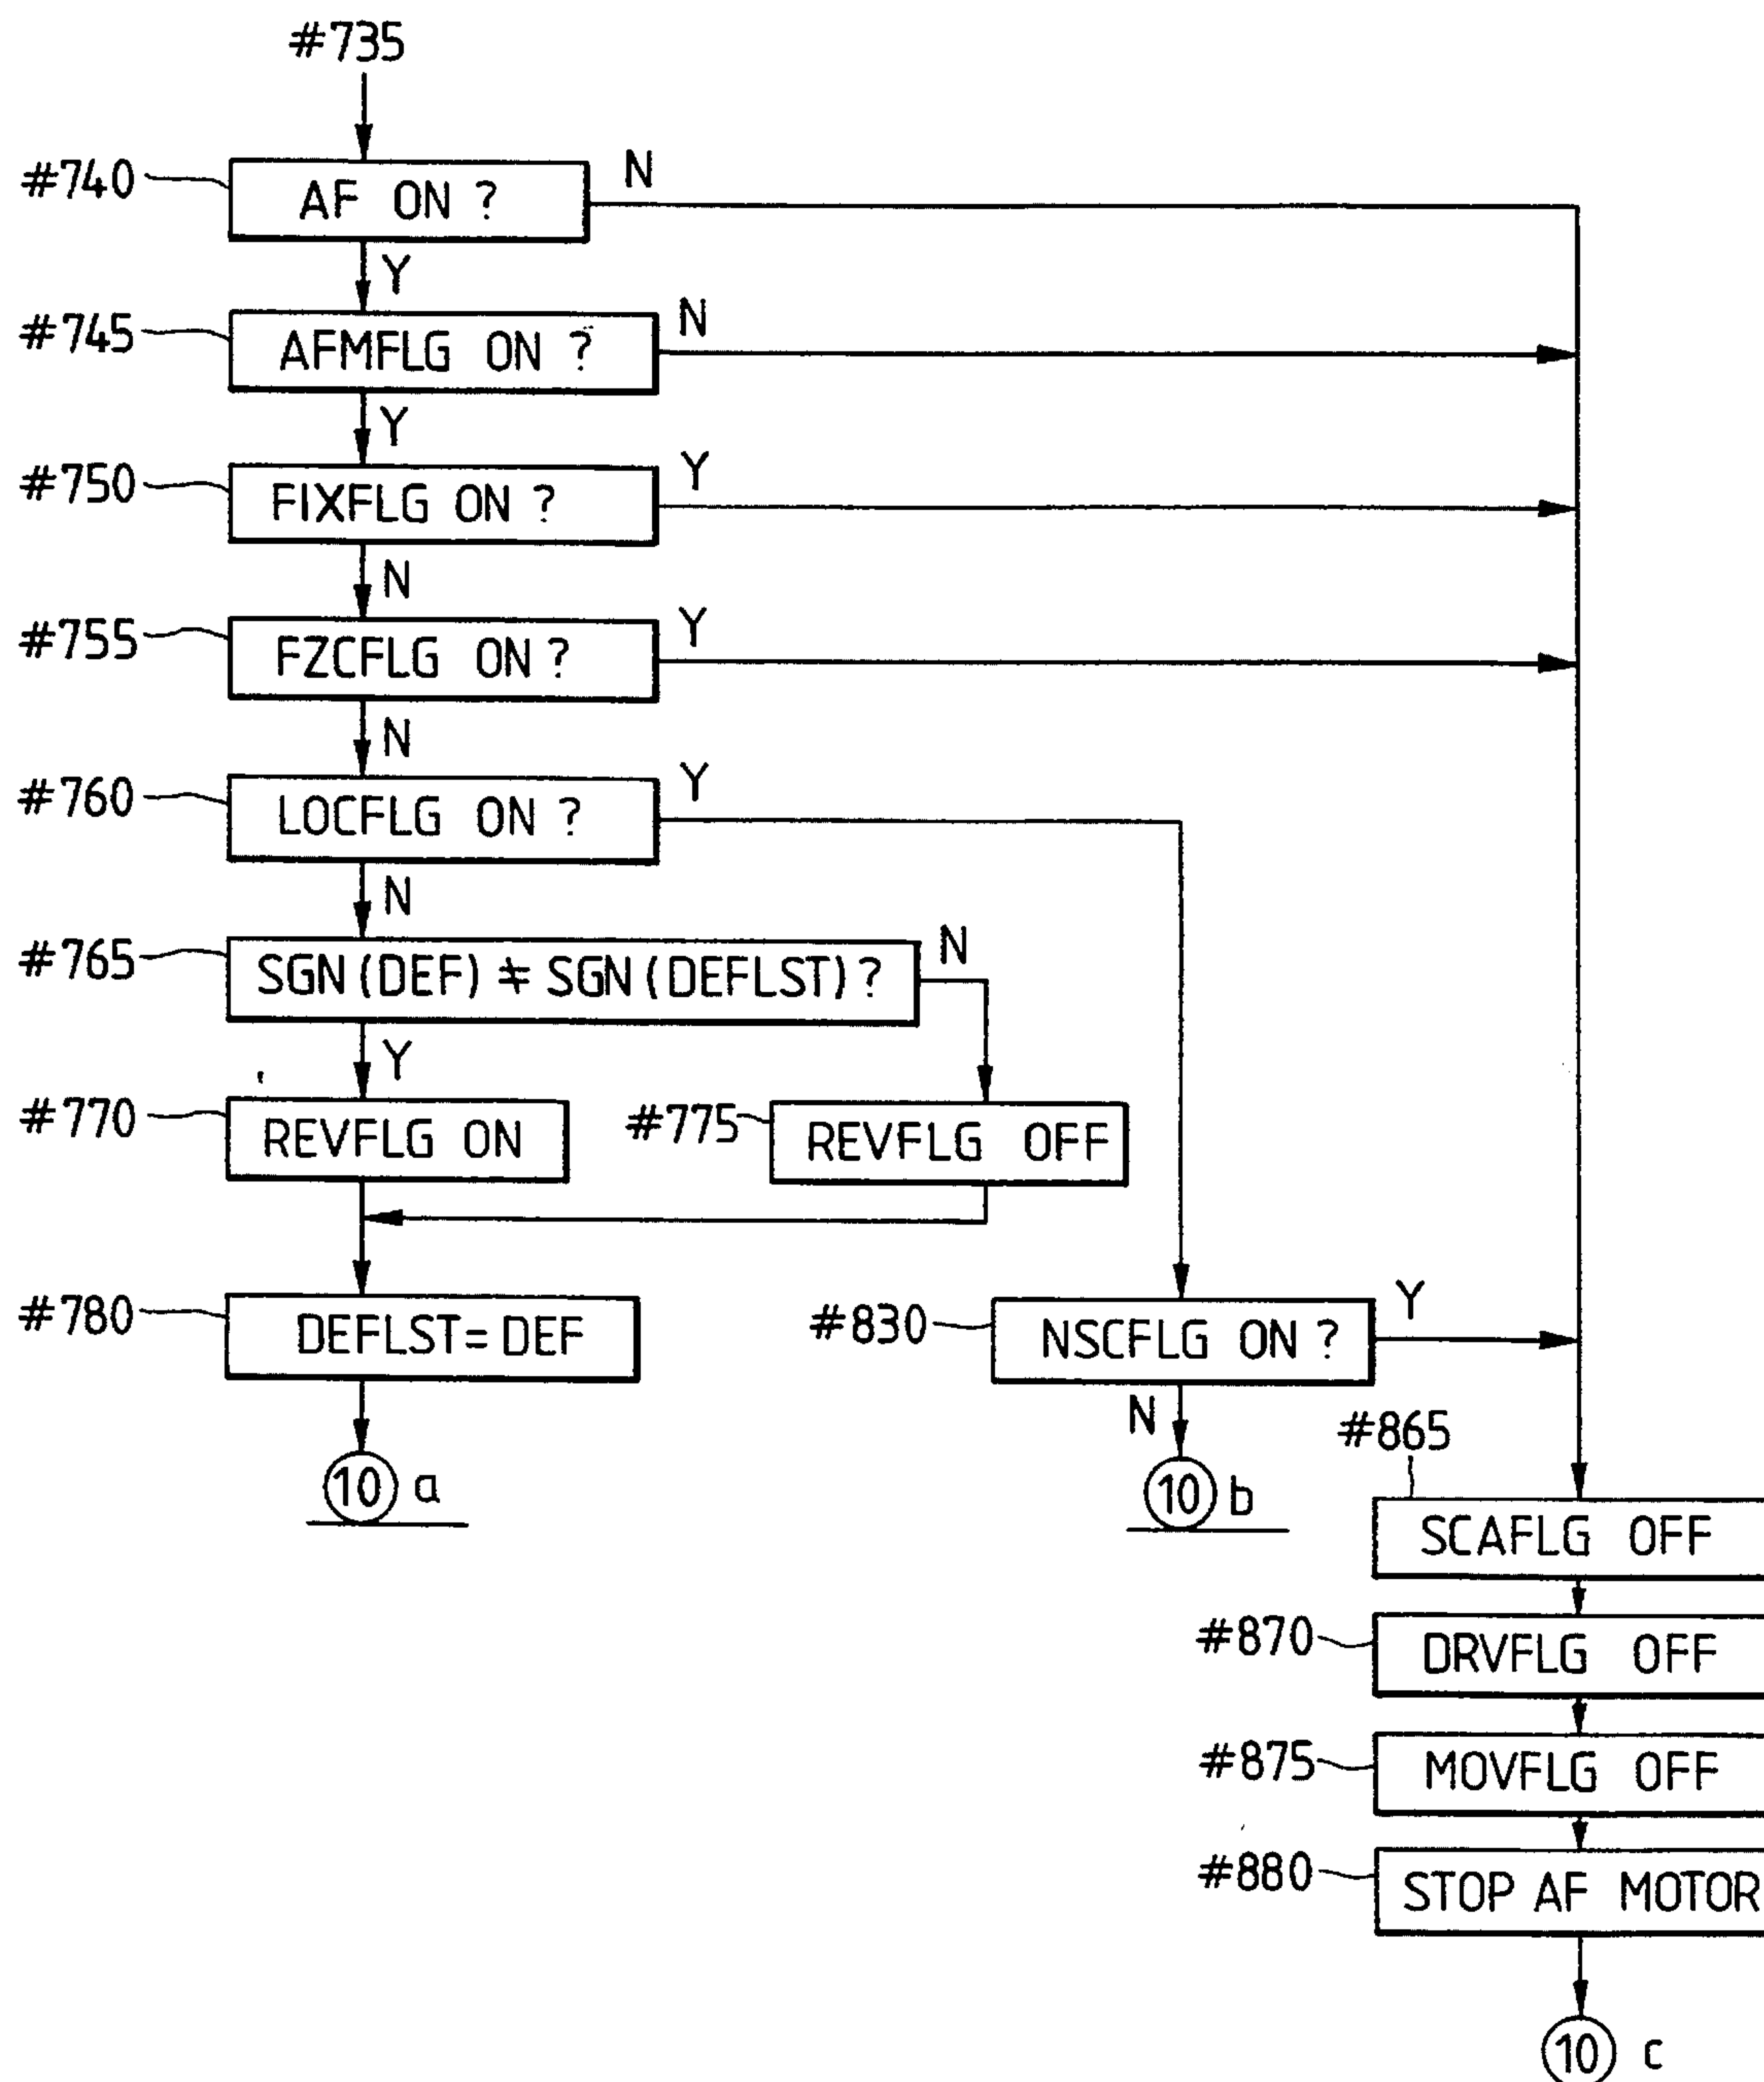 #735
#740
AF ON ?
N
Y
#745
AFMFLG ON ?
N
Y
#750
FIXFLG ON ?
Y
N
#755
FZCFLG ON ?
Y
N
#760
LOCFLG ON ?
Y
N
#765
SGN (DEF) ≠ SGN (DEFLST) ?
N
Y
#770
REVFLG ON
#775
REVFLG OFF
#780
DEFLST = DEF
#830
NSCFLG ON ?
Y
N
10 a
10 b
#865
SCAFLG OFF
#870
DRVFLG OFF
#875
MOVFLG OFF
#880
STOP AF MOTOR
10 c